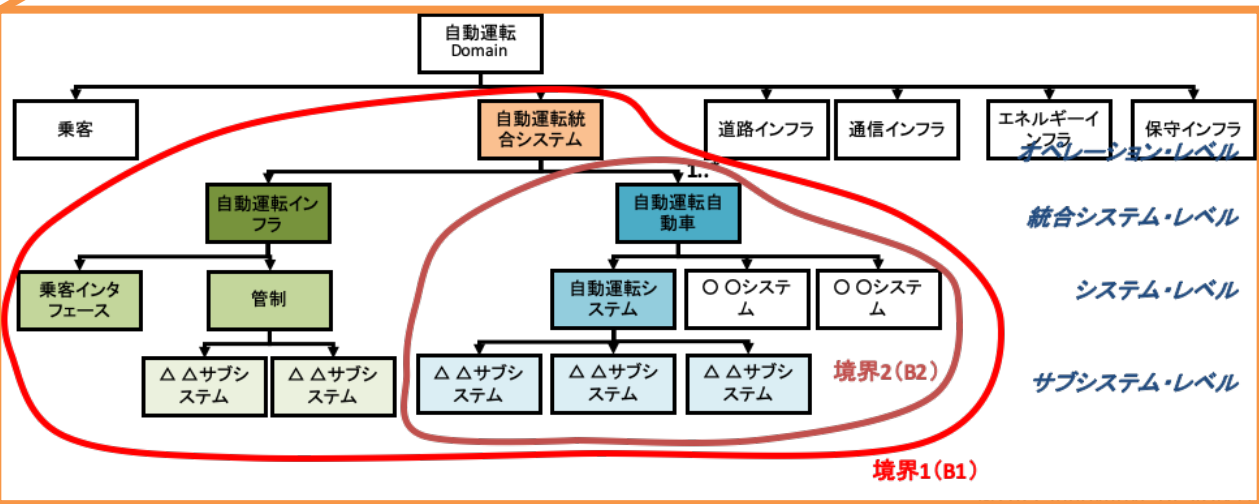 自動運転
Domain
乗客
自動運転統
合システム
道路インフラ
通信インフラ
エネルギーイ
ンフラ
保守インフラ
オペレーション・レベル
1..
自動運転イン
フラ
自動運転自
動車
統合システム・レベル
乗客インタ
フェース
管制
自動運転シ
ステム
〇〇システ
ム
〇〇システ
ム
システム・レベル
△△サブシ
ステム
△△サブシ
ステム
△△サブシ
ステム
△△サブシ
ステム
△△サブシ
ステム
境界2(B2)
サブシステム・レベル
境界1(B1)